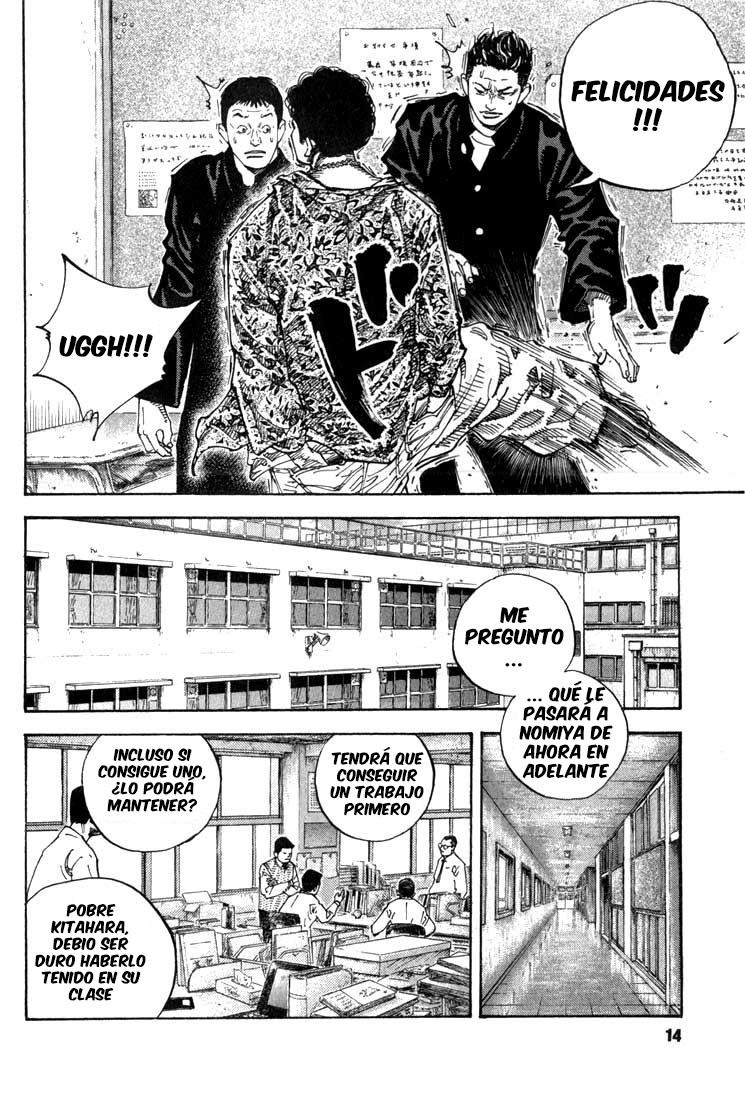 FELICIDADES
!!!
UGGH!!!
ド
ME
PREGUNTO
...
... QUÉ LE
PASARÁ A
NOMIYA DE
AHORA EN
ADELANTE
TENDRÁ QUE
CONSEGUIR
UN TRABAJO
PRIMERO
INCLUSO SI
CONSIGUE UNO,
¿LO PODRÁ
MANTENER?
POBRE
KITAHARA,
DEBIO SER
DURO HABERLO
TENIDO EN SU
CLASE
14